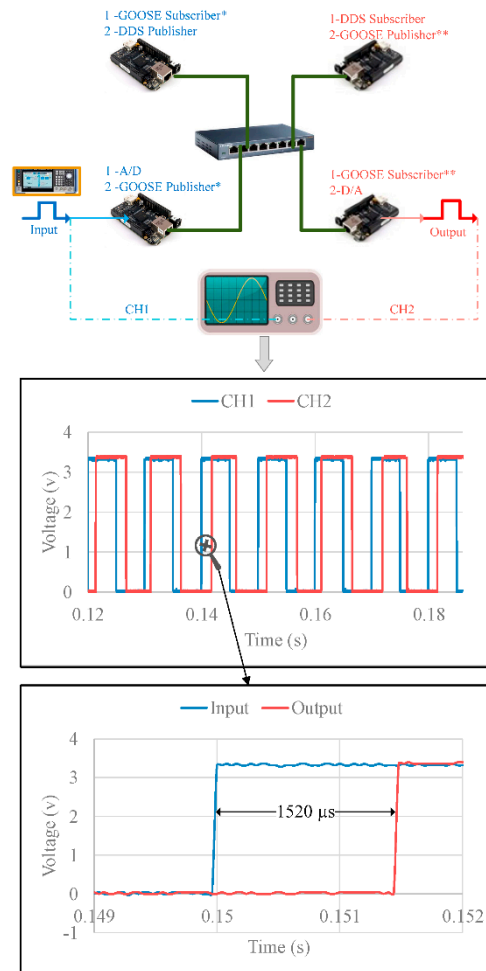 1 -GOOSE Subscriber*
2 -DDS Publisher
1-DDS Subscriber
2-GOOSE Publisher**
1 -A/D
2 -GOOSE Publisher*
1-GOOSE Subscriber**
2-D/A
Input
Output
CH1
CH2
CH1 CH2
Voltage (v)
4
3
2
1
0
0.12 0.14 0.16 0.18
Time (s)
Input Output
Voltage (v)
4
3
2
1
0
-1
1520 μs
0.149 0.15 0.151 0.152
Time (s)